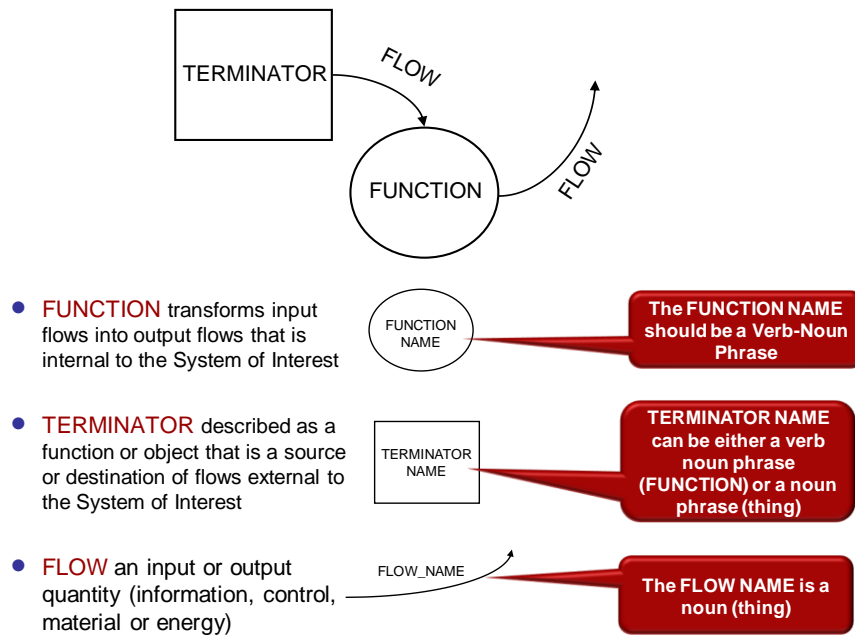 TERMINATOR
FLOW
FUNCTION
FLOW
• FUNCTION transforms input
flows into output flows that is
internal to the System of Interest
FUNCTION
NAME
The FUNCTION NAME
should be a Verb-Noun
Phrase
• TERMINATOR described as a
function or object that is a source
or destination of flows external to
the System of Interest
TERMINATOR
NAME
TERMINATOR NAME
can be either a verb
noun phrase
(FUNCTION) or a noun
phrase (thing)
• FLOW an input or output
quantity (information, control,
material or energy)
FLOW_NAME
The FLOW NAME is a
noun (thing)